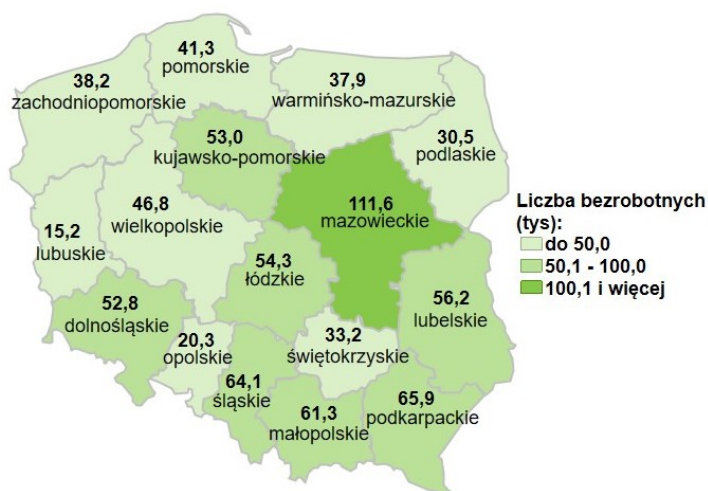 41,3
pomorskie
38,2
zachodniopomorskie
37,9
warmińsko-mazurskie
53,0
kujawsko-pomorskie
30,5
podlaskie
46,8
wielkopolskie
111,6
mazowieckie
15,2
lubuskie
54,3
łódzkie
52,8
dolnośląskie
56,2
lubelskie
20,3
opolskie
33,2
świętokrzyskie
64,1
śląskie
61,3
małopolskie
65,9
podkarpackie
Liczba bezrobotnych
(tys):
do 50,0
50,1 - 100,0
100,1 i więcej